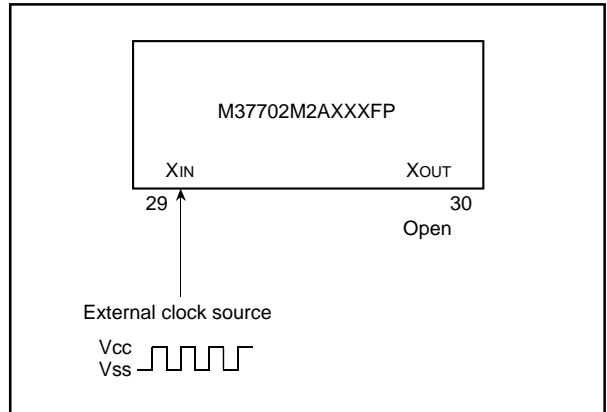 M37702M2AXXXFP
XIN XOUT
29 30
Open
External clock source
Vcc
Vss